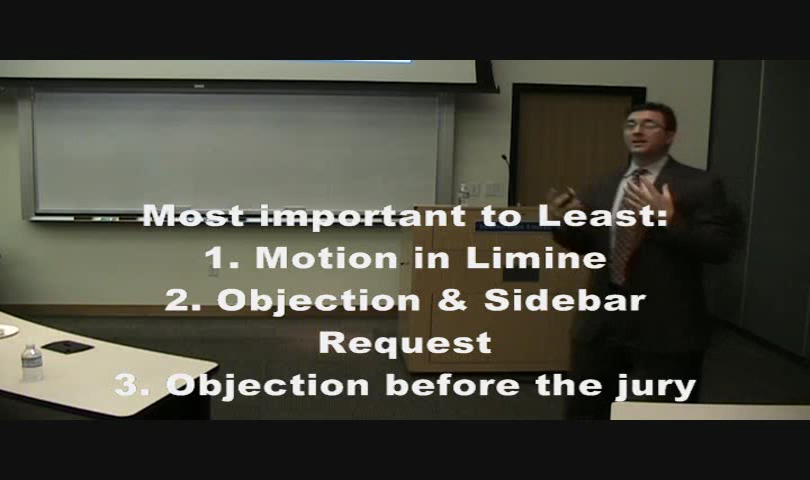 Most important to Least:
1. Motion in Limine
2. Objection & Sidebar
Request
3. Objection before the jury